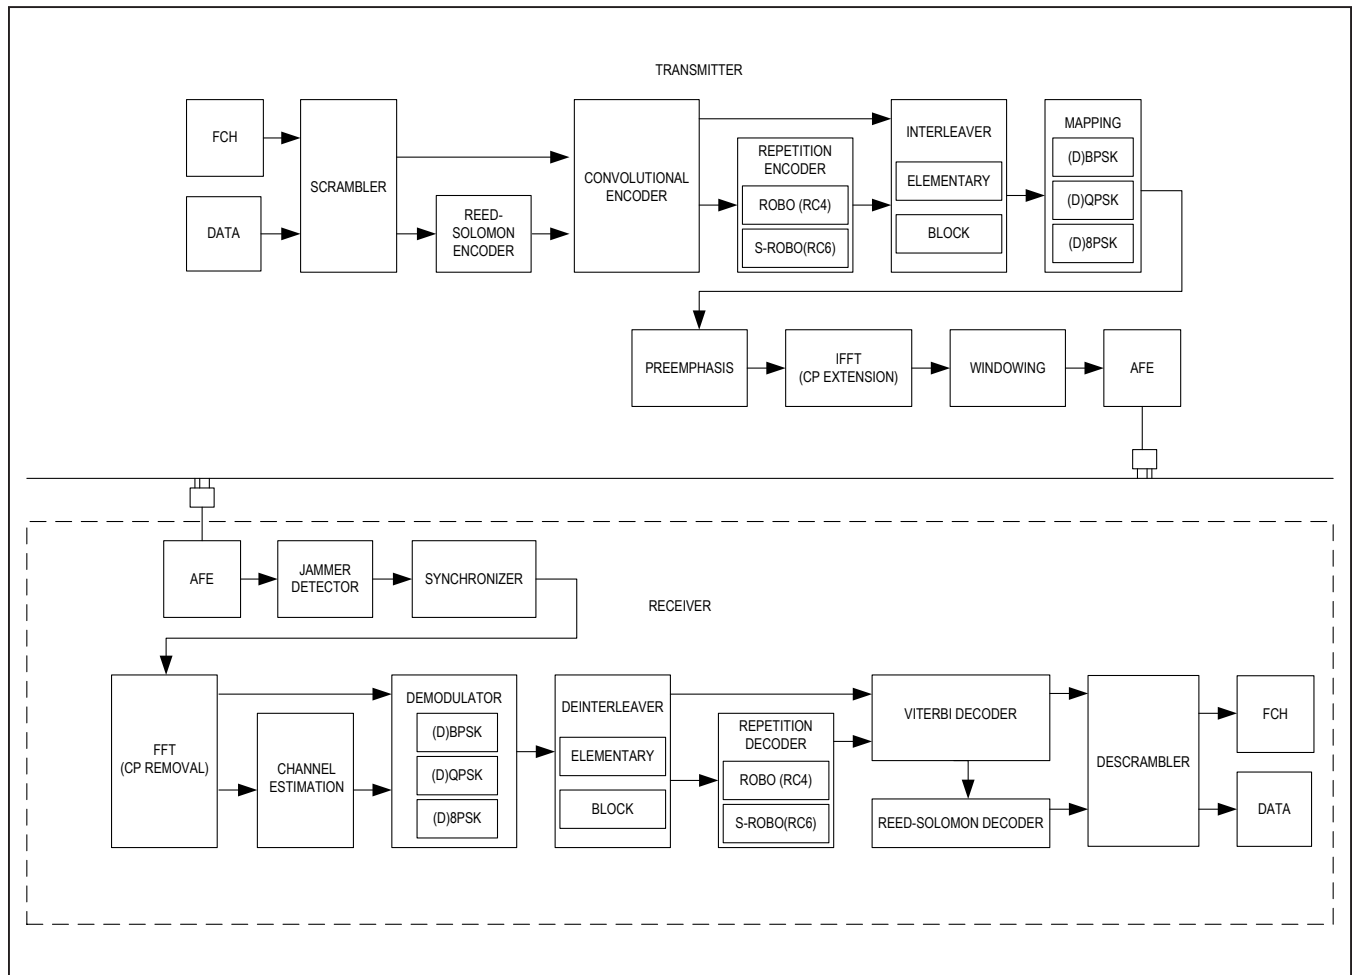 TRANSMITTER
FCH
DATA
SCRAMBLER
REED-
SOLOMON
ENCODER
CONVOLUTIONAL
ENCODER
REPETITION
ENCODER
ROBO (RC4)
S-ROBO(RC6)
INTERLEAVER
ELEMENTARY
BLOCK
MAPPING
(D)BPSK
(D)QPSK
(D)8PSK
PREEMPHASIS
IFFT
(CP EXTENSION)
WINDOWING
AFE
AFE
JAMMER
DETECTOR
SYNCHRONIZER
RECEIVER
FFT
(CP REMOVAL)
CHANNEL
ESTIMATION
DEMODULATOR
(D)BPSK
(D)QPSK
(D)8PSK
DEINTERLEAVER
ELEMENTARY
BLOCK
REPETITION
DECODER
ROBO (RC4)
S-ROBO(RC6)
VITERBI DECODER
REED-SOLOMON DECODER
DESCRAMBLER
FCH
DATA